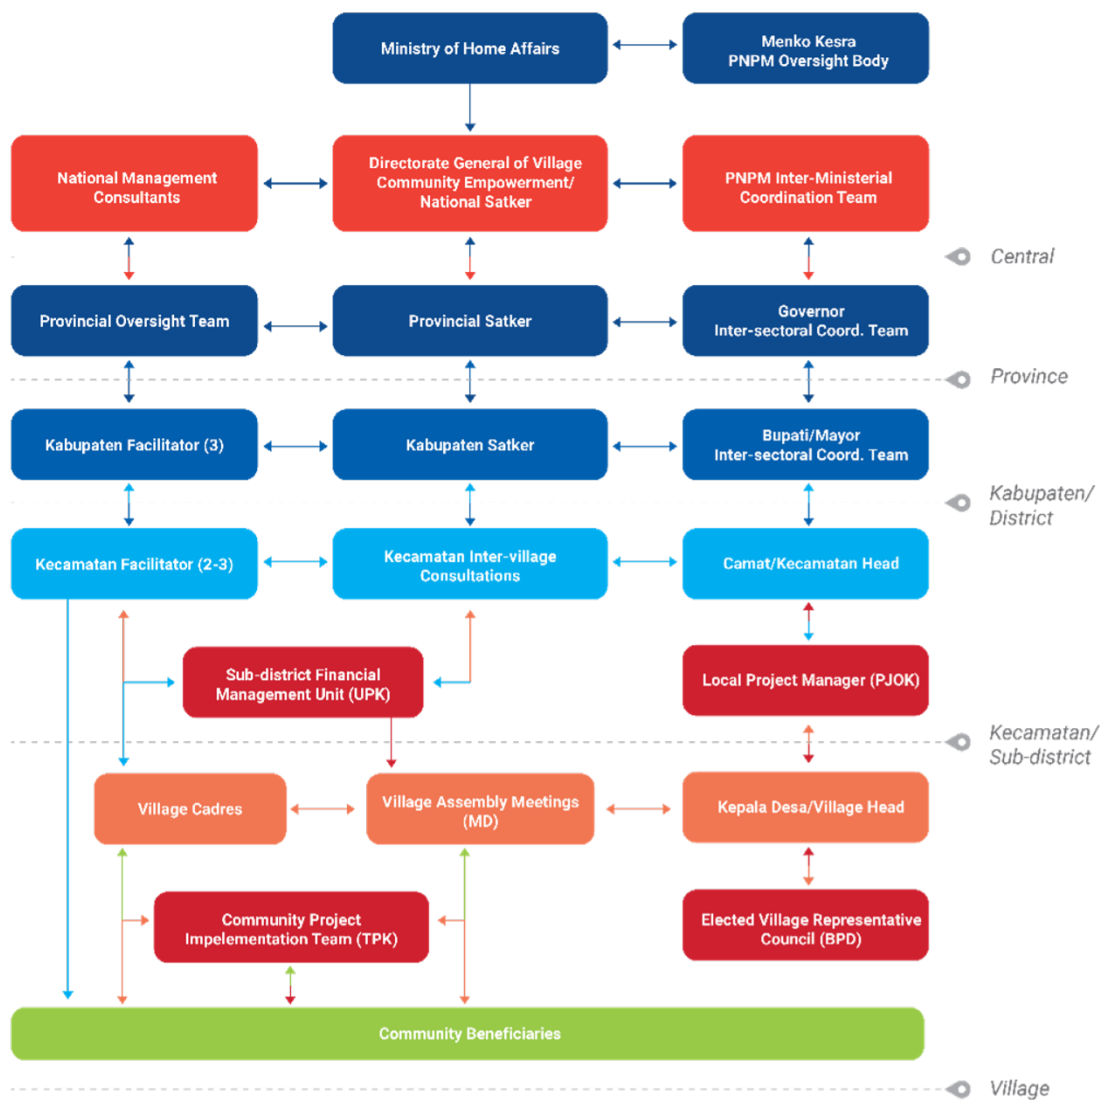 Ministry of Home Affairs
Menko Kesra
PNPM Oversight Body
National Management
Consultants
Directorate General of Village
Community Empowerment/
National Satker
PNPM Inter-Ministerial
Coordination Team
Central
Provincial Oversight Team
Provincial Satker
Governor
Inter-sectoral Coord. Team
Province
Kabupaten Facilitator (3)
Kabupaten Satker
Bupati/Mayor
Inter-sectoral Coord. Team
Kabupaten/
District
Kecamatan Facilitator (2-3)
Kecamatan Inter-village
Consultations
Camat/Kecamatan Head
Sub-district Financial
Management Unit (UPK)
Local Project Manager (PJOK)
Kecamatan/
Sub-district
Village Cadres
Village Assembly Meetings
(MD)
Kepala Desa/Village Head
Community Project
Impelementation Team (TPK)
Elected Village Representative
Council (BPD)
Community Beneficiaries
Village